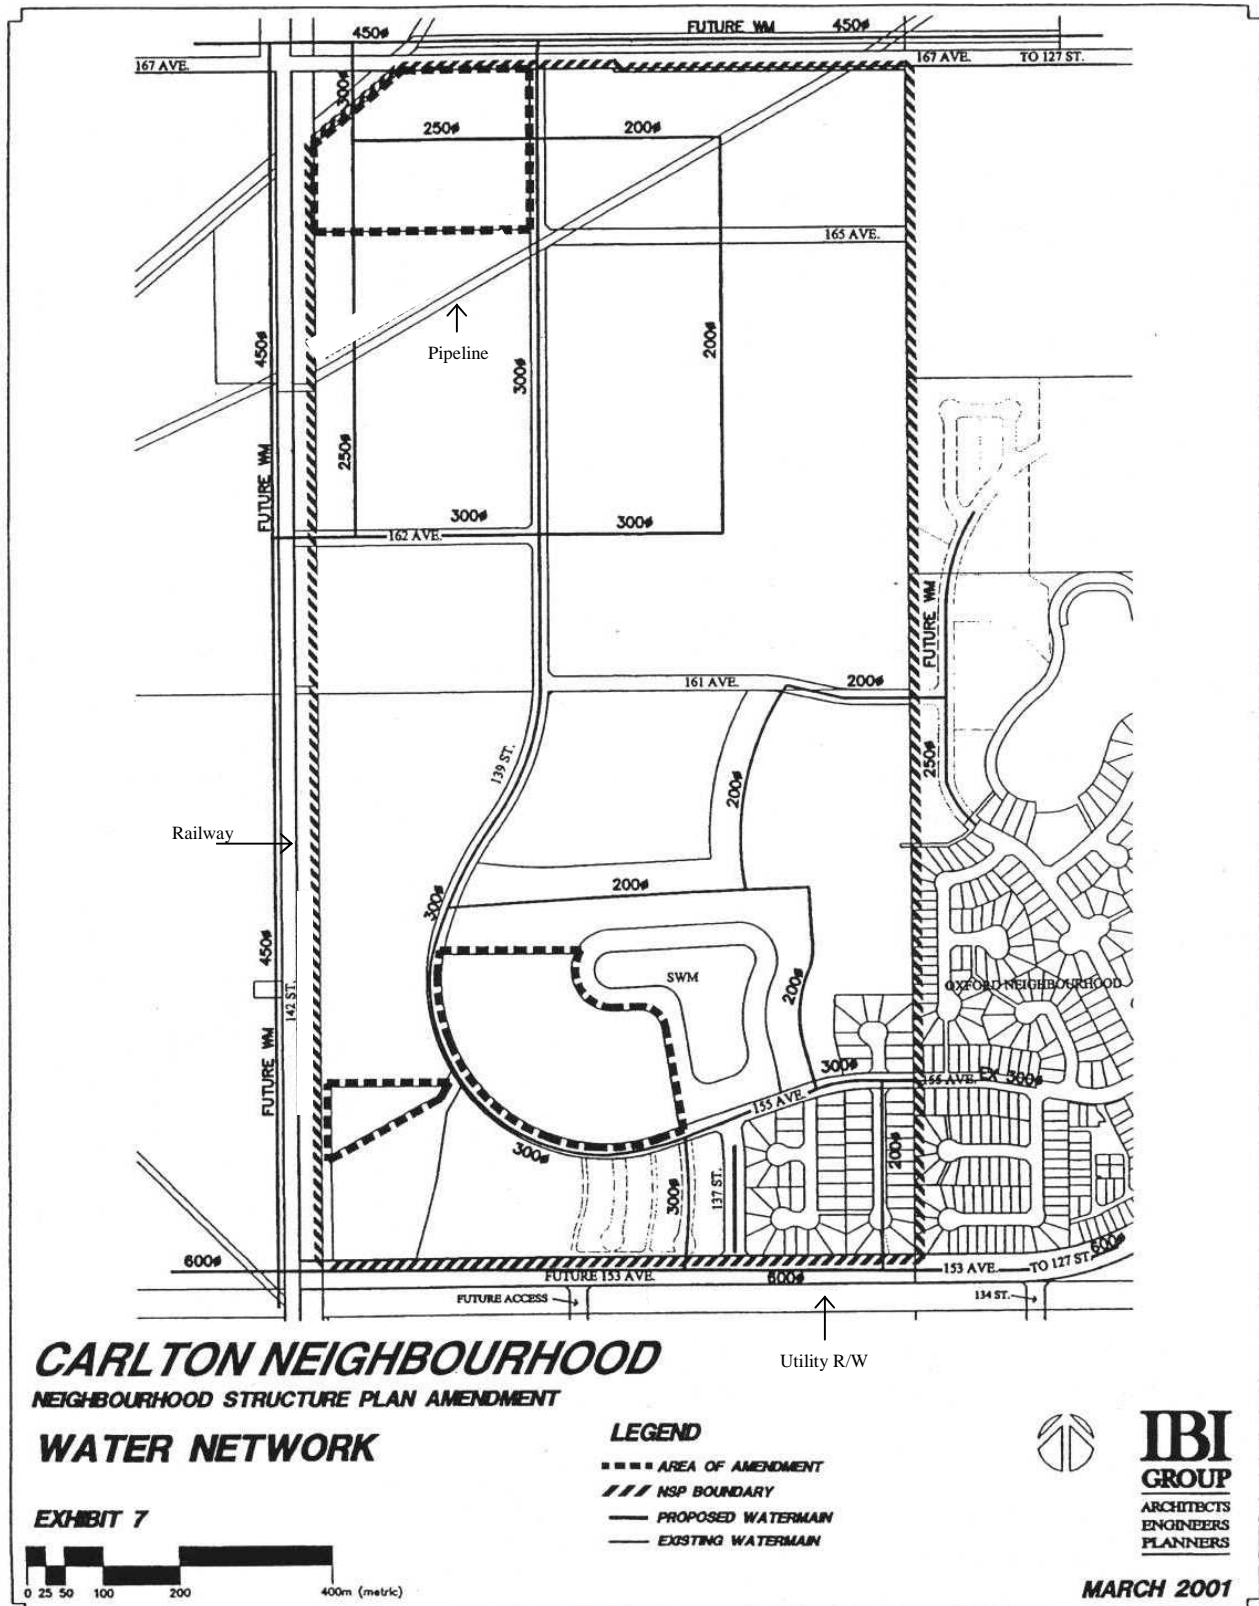 450ø
FUTURE WM
450ø
167 AVE.
167 AVE.
TO 127 ST.
300ø
250ø
200ø
165 AVE.
450ø
Pipeline
200ø
300ø
250ø
FUTURE WM
300ø
300ø
162 AVE.
FUTURE WM
161 AVE.
200ø
139 ST.
250ø
200ø
Railway
200ø
300ø
450ø
SWM
200ø
OXFORD NEIGHBOURHOOD
142 ST.
FUTURE WM
300ø
155 AVE.
EX 300ø
155 AVE.
300ø
200ø
300ø
137 ST.
600ø
600ø
TO 127 ST.
153 AVE.
FUTURE 153 AVE.
600ø
FUTURE ACCESS
134 ST.
Utility R/W
CARLTON NEIGHBOURHOOD
NEIGHBOURHOOD STRUCTURE PLAN AMENDMENT
WATER NETWORK
EXHIBIT 7
0 25 50 100 200 400m (metric)
LEGEND
AREA OF AMENDMENT
NSP BOUNDARY
PROPOSED WATERMAIN
EXISTING WATERMAIN
IBI
GROUP
ARCHITECTS
ENGINEERS
PLANNERS
MARCH 2001